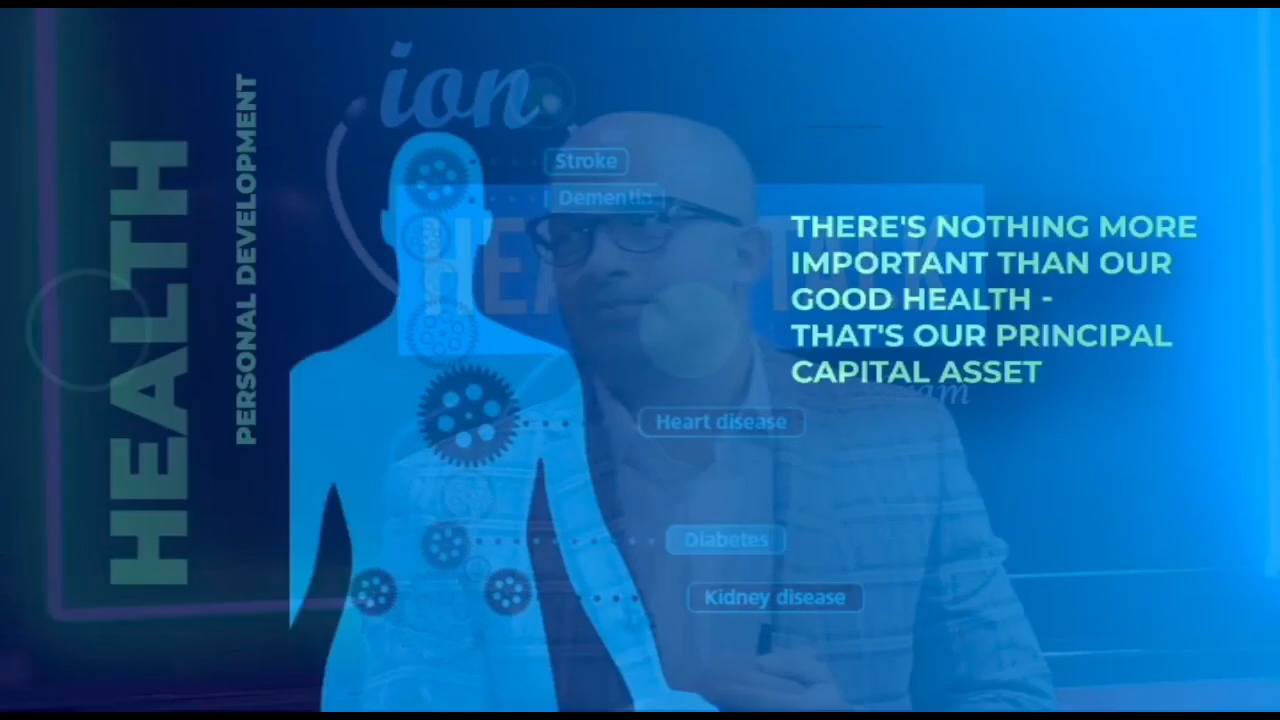 HEALTH
PERSONAL DEVELOPMENT
ion
Stroke
Dementia
THERE'S NOTHING MORE
IMPORTANT THAN OUR
GOOD HEALTH -
THAT'S OUR PRINCIPAL
CAPITAL ASSET
Heart disease
Diabetes
Kidney disease